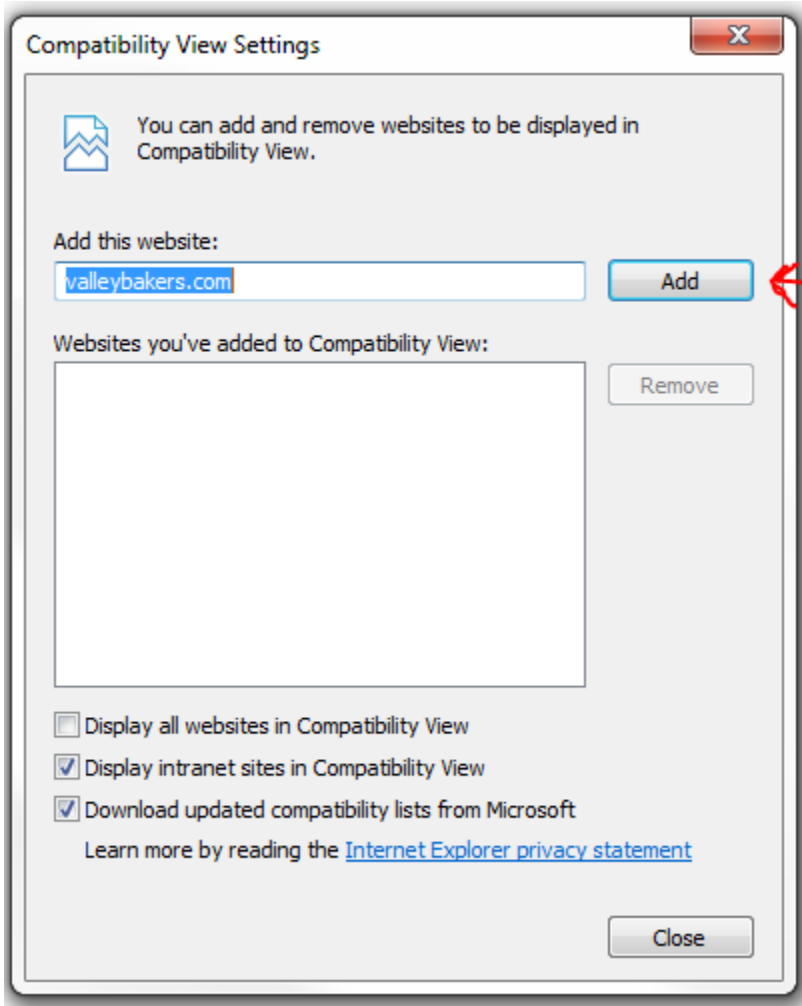 Compatibility View Settings
You can add and remove websites to be displayed in
Compatibility View.
Add this website:
valleybakers.com
Add
Websites you've added to Compatibility View:
Remove
Display all websites in Compatibility View
Display intranet sites in Compatibility View
Download updated compatibility lists from Microsoft
Learn more by reading the Internet Explorer privacy statement
Close